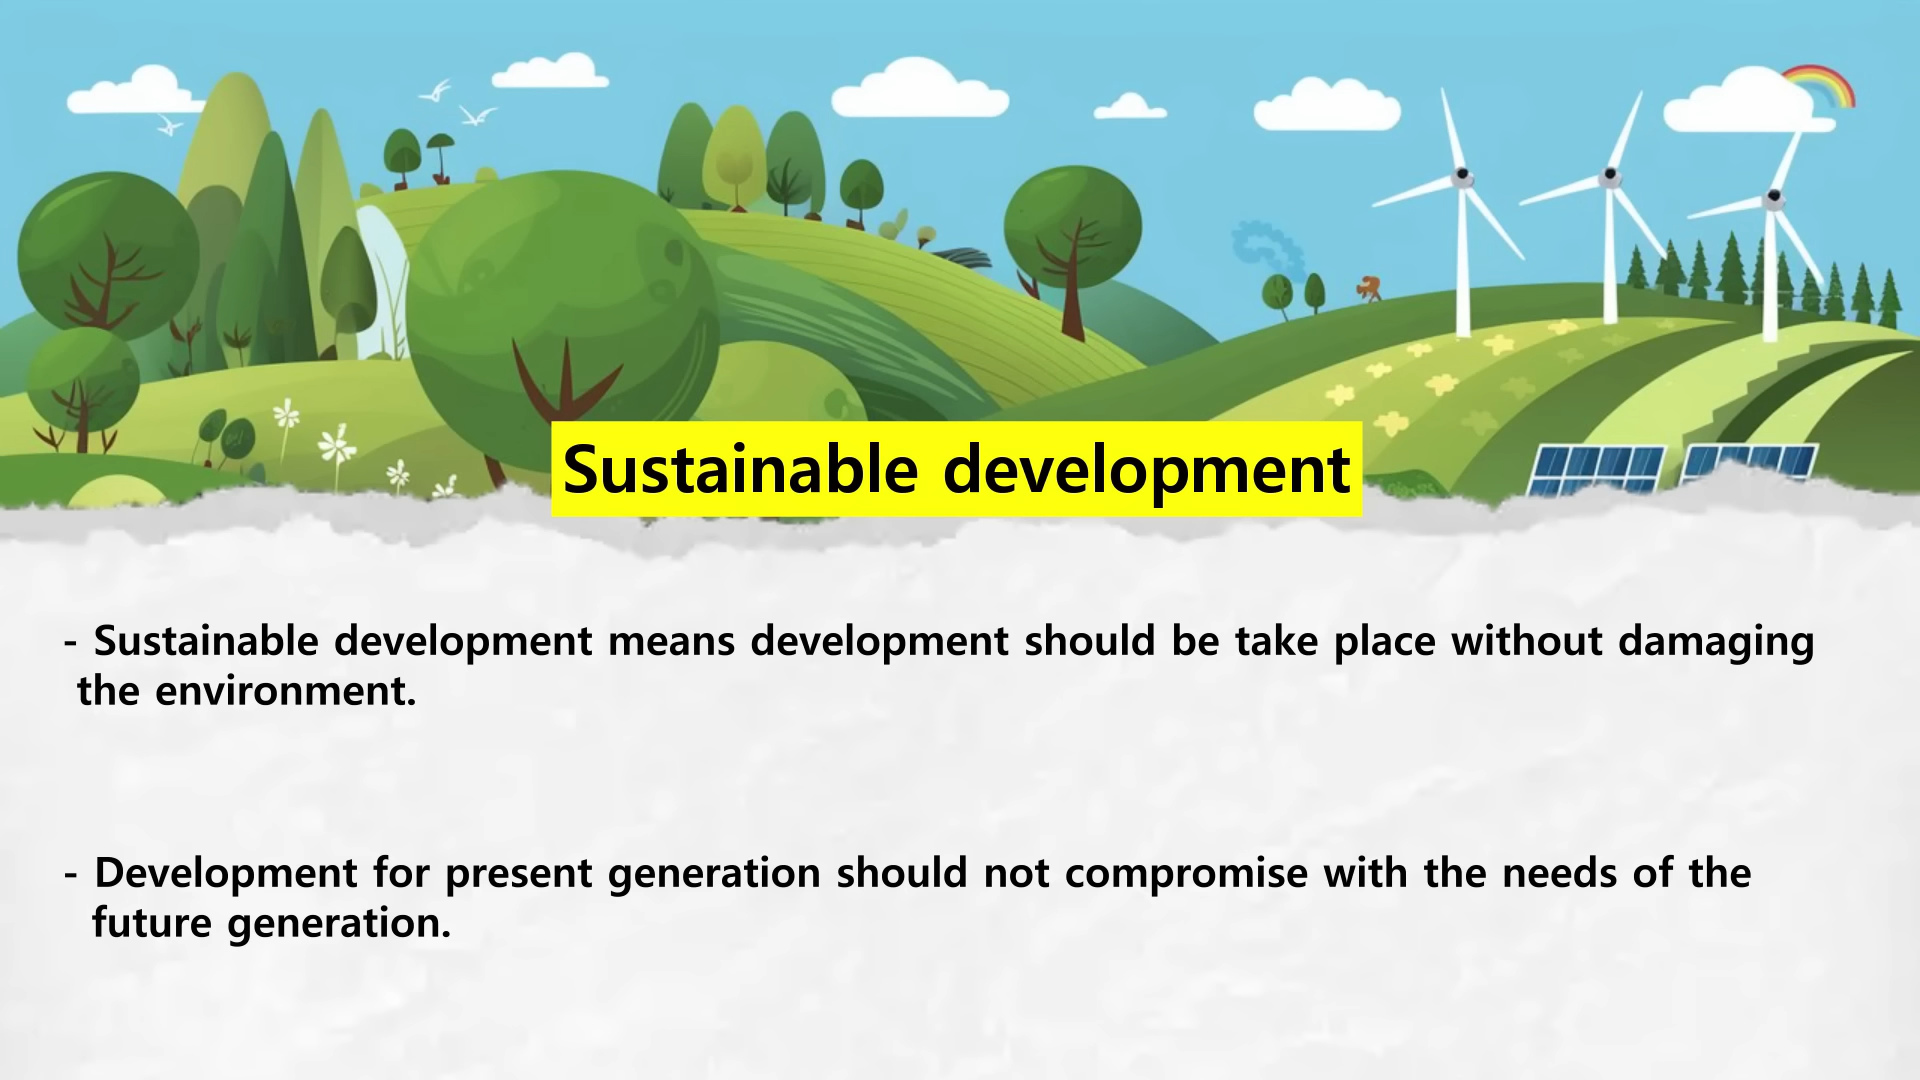 Sustainable development
- Sustainable development means development should be take place without damaging
the environment.
- Development for present generation should not compromise with the needs of the
future generation.